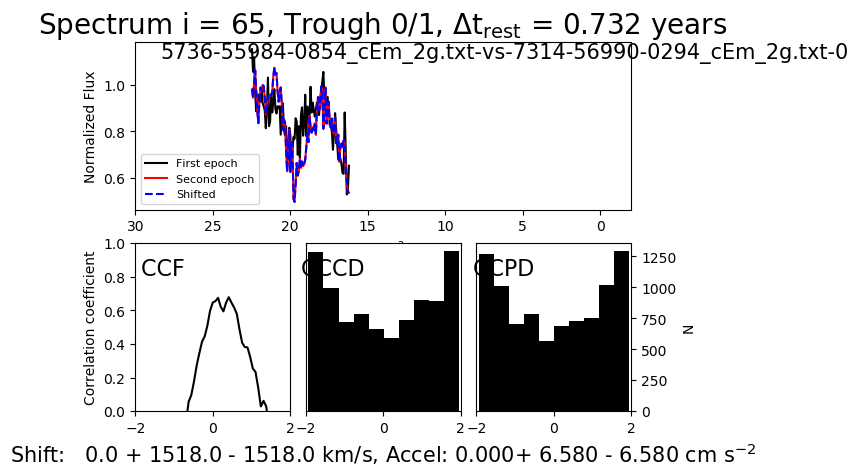 Spectrum i = 65, Trough 0/1, Δt_rest = 0.732 years
5736-55984-0854_cEm_2g.txt-vs-7314-56990-0294_cEm_2g.txt-0
Normalized Flux
1.0
0.8
0.6
First epoch
Second epoch
Shifted
30 25 20 15 10 5 0
Correlation coefficient
1.0
0.8
0.6
0.4
0.2
0.0
CCF
CCCD
CCPD
1250
1000
750
500
250
0
N
−2 0 2
−2 0 2
−2 0 2
Shift: 0.0 + 1518.0 - 1518.0 km/s, Accel: 0.000+ 6.580 - 6.580 cm s⁻²